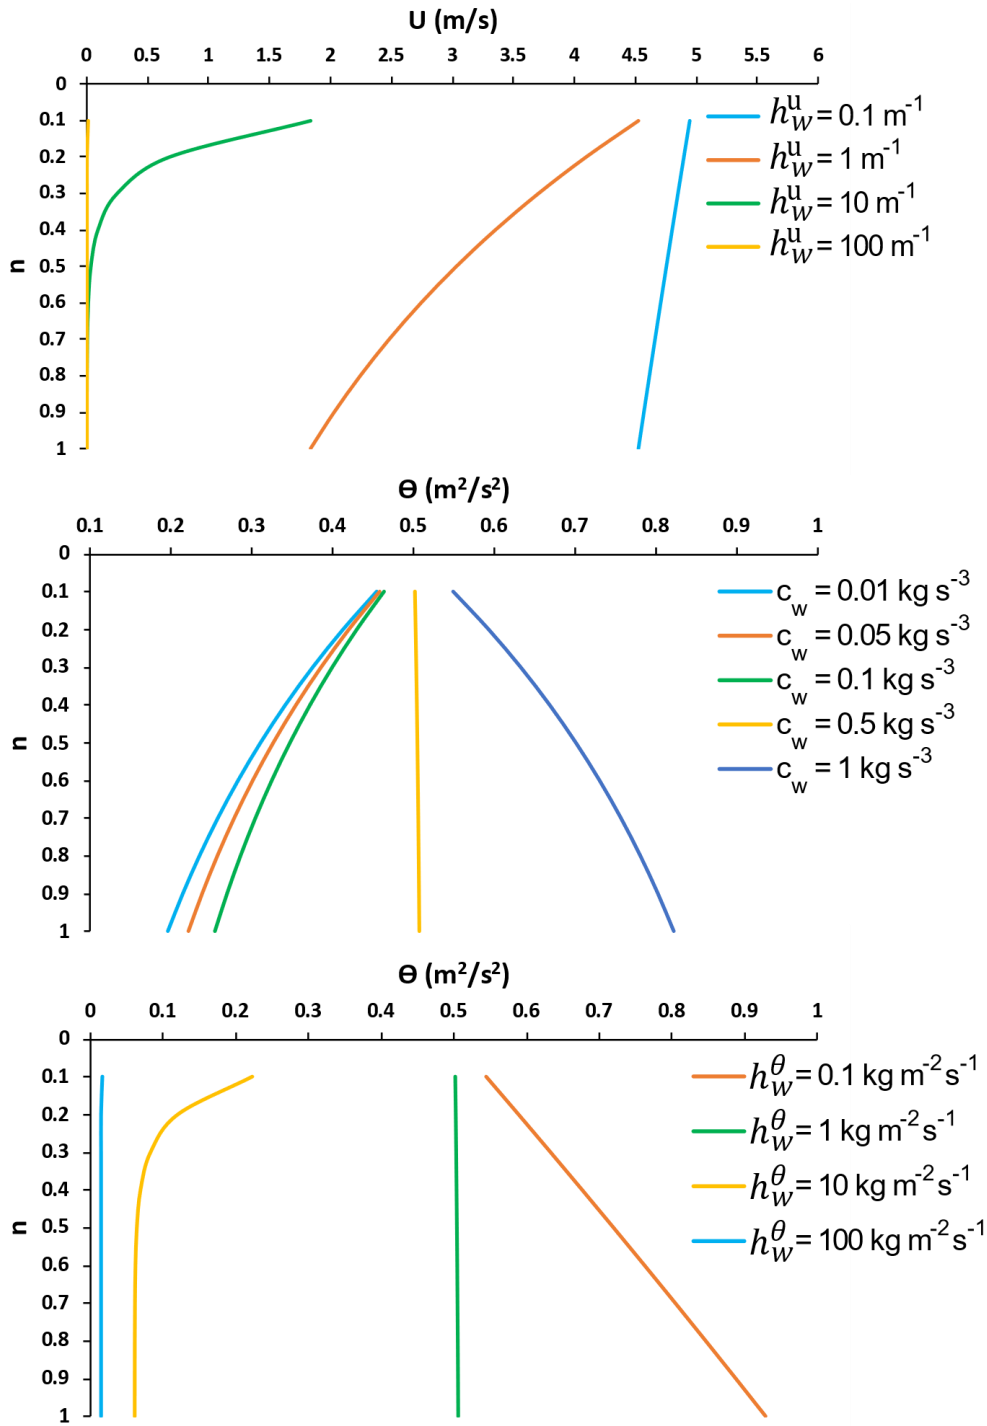 U (m/s)
0 0.5 1 1.5 2 2.5 3 3.5 4 4.5 5 5.5 6
0
0.1
0.2
0.3
0.4
0.5
0.6
0.7
0.8
0.9
1
n
h_w^u = 0.1 m^-1
h_w^u = 1 m^-1
h_w^u = 10 m^-1
h_w^u = 100 m^-1
Ɵ (m²/s²)
0.1 0.2 0.3 0.4 0.5 0.6 0.7 0.8 0.9 1
0
0.1
0.2
0.3
0.4
0.5
0.6
0.7
0.8
0.9
1
n
c_w = 0.01 kg s^-3
c_w = 0.05 kg s^-3
c_w = 0.1 kg s^-3
c_w = 0.5 kg s^-3
c_w = 1 kg s^-3
Ɵ (m²/s²)
0 0.1 0.2 0.3 0.4 0.5 0.6 0.7 0.8 0.9 1
0
0.1
0.2
0.3
0.4
0.5
0.6
0.7
0.8
0.9
1
n
h_w^θ = 0.1 kg m^-2 s^-1
h_w^θ = 1 kg m^-2 s^-1
h_w^θ = 10 kg m^-2 s^-1
h_w^θ = 100 kg m^-2 s^-1